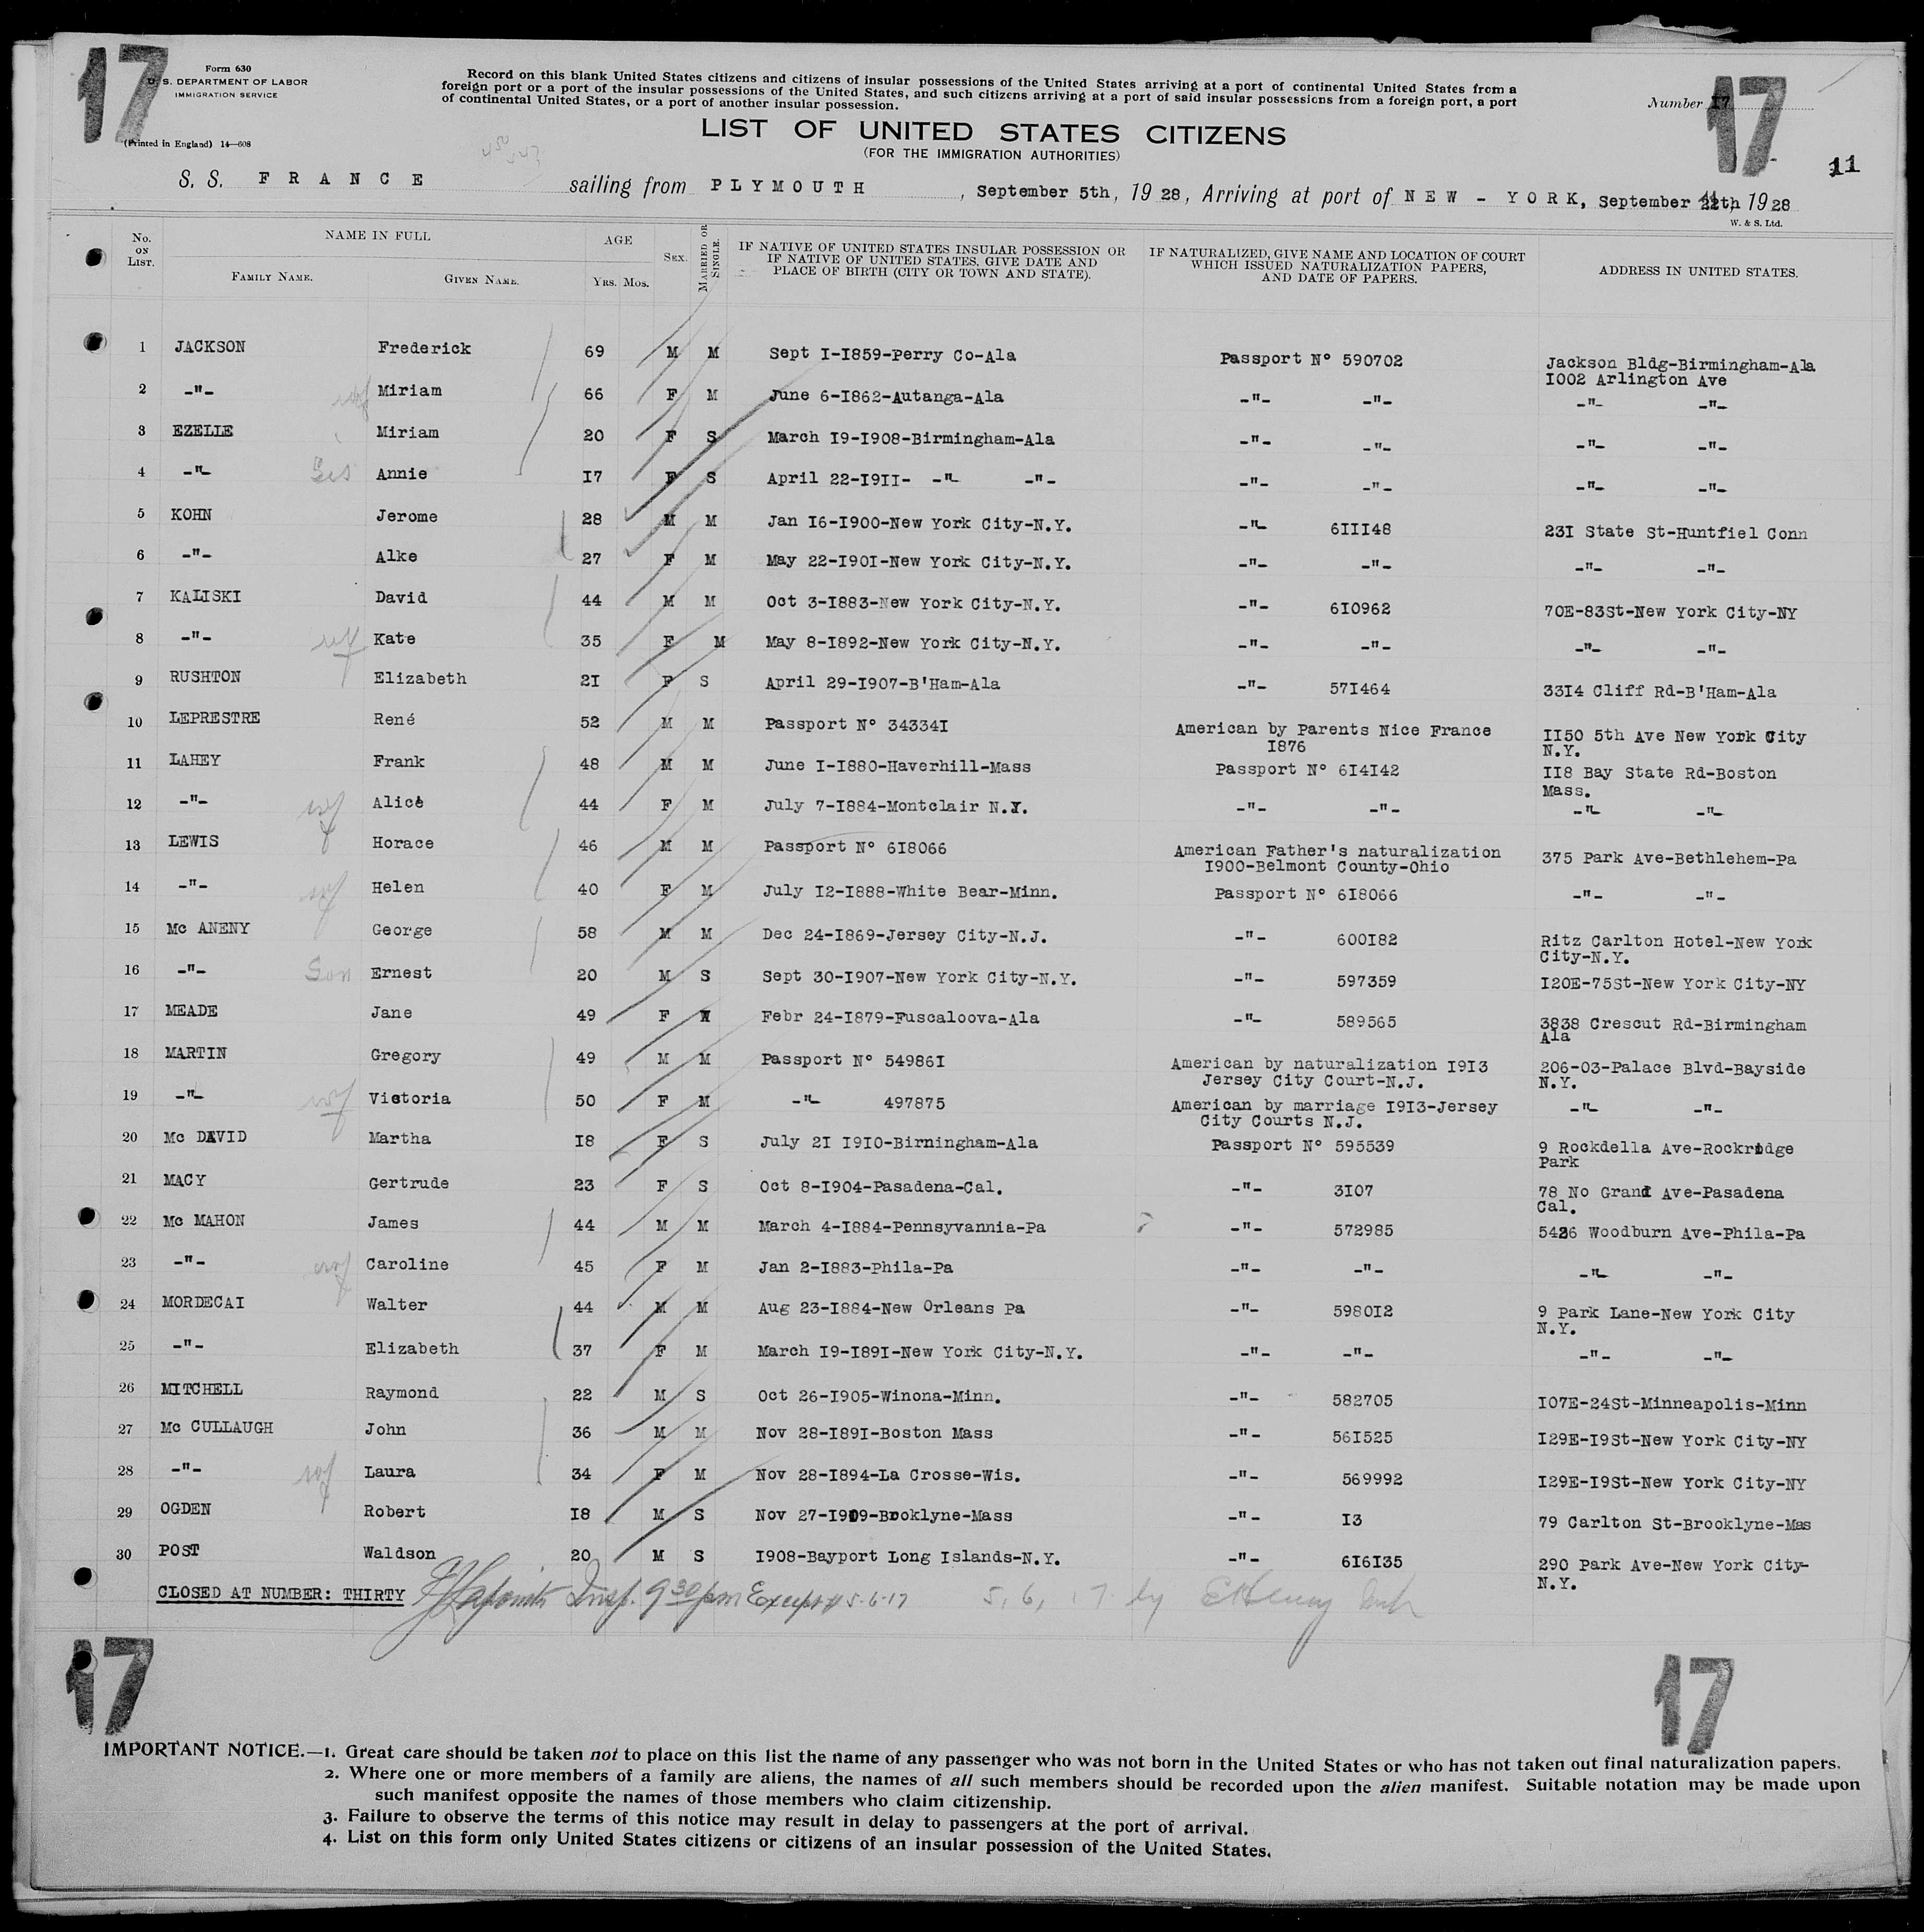 17
Form 630
U. S. DEPARTMENT OF LABOR
IMMIGRATION SERVICE
(Printed in England) 14—608
Record on this blank United States citizens and citizens of insular possessions of the United States arriving at a port of continental United States from a
foreign port or a port of the insular possessions of the United States, and such citizens arriving at a port of said insular possessions from a foreign port, a port
of continental United States, or a port of another insular possession.
Number 17
17
11
LIST OF UNITED STATES CITIZENS
(FOR THE IMMIGRATION AUTHORITIES)
S. S. FRANCE sailing from PLYMOUTH, September 5th, 1928, Arriving at port of NEW - YORK, September 11th 1928
W. & S. Ltd.
No. ON LIST. NAME IN FULL FAMILY NAME. GIVEN NAME. AGE YRS. MOS. SEX. MARRIED OR SINGLE. IF NATIVE OF UNITED STATES INSULAR POSSESSION OR IF NATIVE OF UNITED STATES, GIVE DATE AND PLACE OF BIRTH (CITY OR TOWN AND STATE). IF NATURALIZED, GIVE NAME AND LOCATION OF COURT WHICH ISSUED NATURALIZATION PAPERS, AND DATE OF PAPERS. ADDRESS IN UNITED STATES.
1 JACKSON Frederick 69 M M Sept I-I859-Perry Co-Ala Passport N° 590702 Jackson Bldg-Birmingham-Ala
I002 Arlington Ave
2 -"- wf Miriam 66 F M June 6-I862-Autanga-Ala -"- -"- -"- -"-
3 EZELLE Miriam 20 F S March I9-I908-Birmingham-Ala -"- -"- -"- -"-
4 -"- Sis Annie I7 F S April 22-I9II- -"- -"- -"- -"- -"- -"-
5 KOHN Jerome 28 M M Jan I6-I900-New York City-N.Y. -"- 6III48 23I State St-Huntfiel Conn
6 -"- Alke 27 F M May 22-I90I-New York City-N.Y. -"- -"- -"- -"-
7 KALISKI David 44 M M Oct 3-I883-New York City-N.Y. -"- 6I0962 70E-83St-New York City-NY
8 -"- wf Kate 35 F M May 8-I892-New York City-N.Y. -"- -"- -"- -"-
9 RUSHTON Elizabeth 2I F S April 29-I907-B'Ham-Ala -"- 57I464 33I4 Cliff Rd-B'Ham-Ala
10 LEPRESTRE René 52 M M Passport N° 34334I American by Parents Nice France I876 II50 5th Ave New York City
N.Y.
11 LAHEY Frank 48 M M June I-I880-Haverhill-Mass Passport N° 6I4I42 II8 Bay State Rd-Boston
Mass.
12 -"- wf Alice 44 F M July 7-I884-Montclair N.Y. -"- -"- -"- -"-
13 LEWIS Horace 46 M M Passport N° 6I8066 American Father's naturalization I900-Belmont County-Ohio 375 Park Ave-Bethlehem-Pa
14 -"- wf Helen 40 F M July I2-I888-White Bear-Minn. Passport N° 6I8066 -"- -"-
15 Mc ANENY George 58 M M Dec 24-I869-Jersey City-N.J. -"- 600I82 Ritz Carlton Hotel-New York
City-N.Y.
16 -"- Son Ernest 20 M S Sept 30-I907-New York City-N.Y. -"- 597359 I20E-75St-New York City-NY
17 MEADE Jane 49 F Febr 24-I879-Fuscaloova-Ala -"- 589565 3838 Crescut Rd-Birmingham
Ala
18 MARTIN Gregory 49 M M Passport N° 54986I American by naturalization I9I3 Jersey City Court-N.J. 206-03-Palace Blvd-Bayside
N.Y.
19 -"- wf Victoria 50 F M -"- 497875 American by marriage I9I3-Jersey City Courts N.J. -"- -"-
20 Mc DAVID Martha I8 F S July 2I I9I0-Birningham-Ala Passport N° 595539 9 Rockdella Ave-Rockridge
Park
21 MACY Gertrude 23 F S Oct 8-I904-Pasadena-Cal. -"- 3I07 78 No Grand Ave-Pasadena
Cal.
22 Mc MAHON James 44 M M March 4-I884-Pennsyvannia-Pa -"- 572985 5426 Woodburn Ave-Phila-Pa
23 -"- wf Caroline 45 F M Jan 2-I883-Phila-Pa -"- -"- -"- -"-
24 MORDECAI Walter 44 M M Aug 23-I884-New Orleans Pa -"- 5980I2 9 Park Lane-New York City
N.Y.
25 -"- Elizabeth 37 F M March I9-I89I-New York City-N.Y. -"- -"- -"- -"-
26 MITCHELL Raymond 22 M S Oct 26-I905-Winona-Minn. -"- 582705 I07E-24St-Minneapolis-Minn
27 Mc CULLAUGH John 36 M M Nov 28-I89I-Boston Mass -"- 56I525 I29E-I9St-New York City-NY
28 -"- wf Laura 34 F M Nov 28-I894-La Crosse-Wis. -"- 569992 I29E-I9St-New York City-NY
29 OGDEN Robert I8 M S Nov 27-I909-Brooklyne-Mass -"- I3 79 Carlton St-Brooklyne-Mas
30 POST Waldson 20 M S I908-Bayport Long Islands-N.Y. -"- 6I6I35 290 Park Ave-New York City-
N.Y.
CLOSED AT NUMBER: THIRTY Insp. 9 30 pm Except # 5-6-17 5, 6, 17 by
17
17
IMPORTANT NOTICE.—1. Great care should be taken not to place on this list the name of any passenger who was not born in the United States or who has not taken out final naturalization papers.
2. Where one or more members of a family are aliens, the names of all such members should be recorded upon the alien manifest. Suitable notation may be made upon
such manifest opposite the names of those members who claim citizenship.
3. Failure to observe the terms of this notice may result in delay to passengers at the port of arrival.
4. List on this form only United States citizens or citizens of an insular possession of the United States.